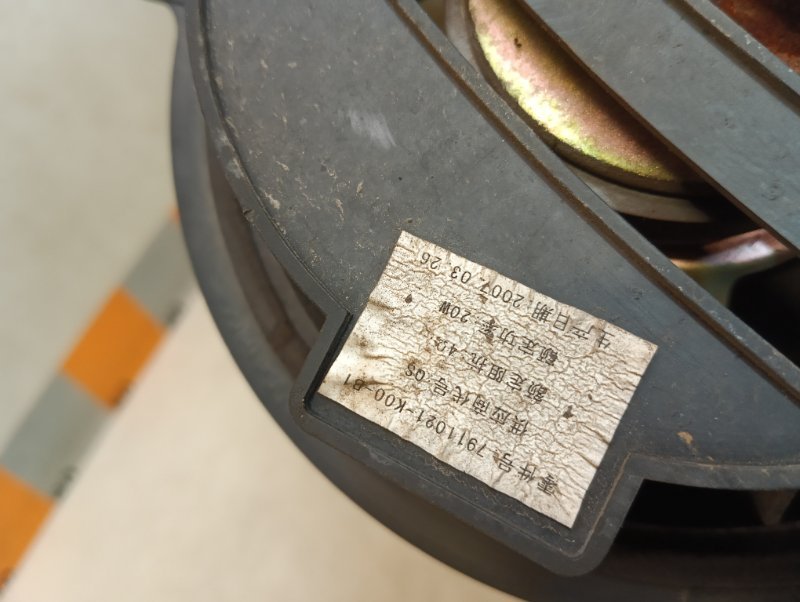 零件号:7911021-K00-B1
供应商代号:QS
额定阻抗:4Ω
额定功率:20W
生产日期:2007.03.26